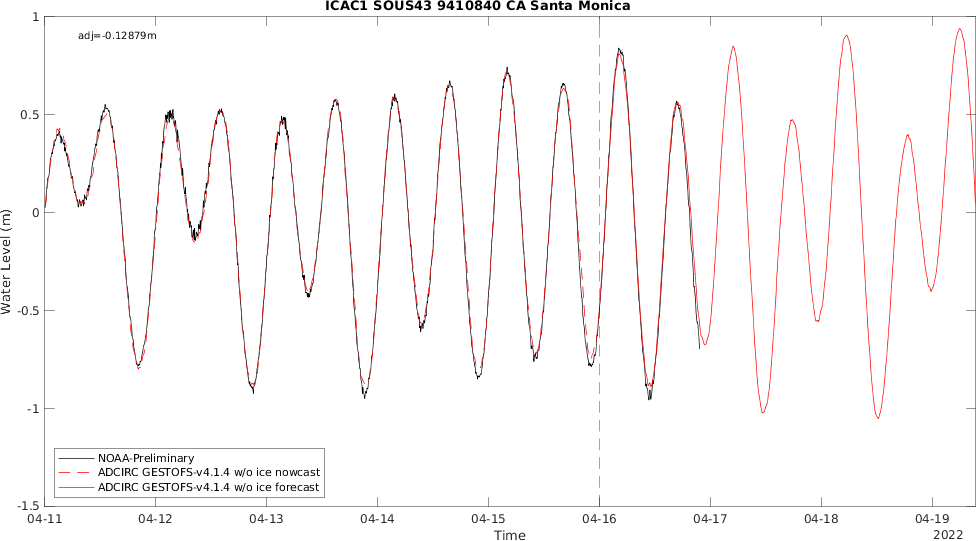 ICAC1 SOUS43 9410840 CA Santa Monica
adj=-0.12879m
1
0.5
0
-0.5
-1
-1.5
Water Level (m)
NOAA-Preliminary
ADCIRC GESTOFS-v4.1.4 w/o ice nowcast
ADCIRC GESTOFS-v4.1.4 w/o ice forecast
04-11 04-12 04-13 04-14 04-15 04-16 04-17 04-18 04-19
Time
2022